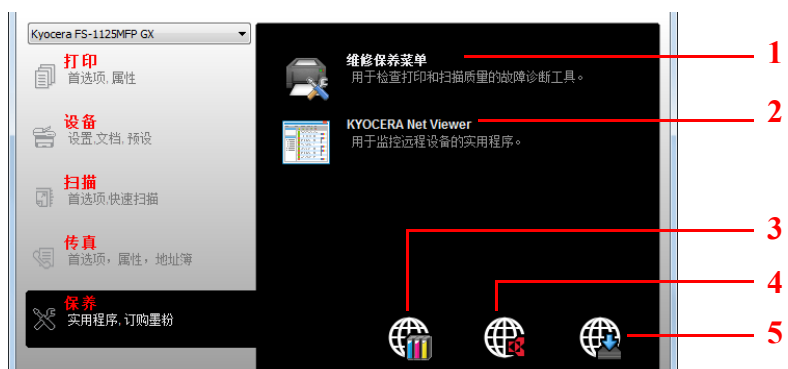 Kyocera FS-1125MFP GX
打印
首选项,属性
设备
设置,文档,预设
扫描
首选项,快速扫描
传真
首选项，属性，地址簿
保养
实用程序,订购墨粉
维修保养菜单
用于检查打印和扫描质量的故障诊断工具。
KYOCERA Net Viewer
用于监控远程设备的实用程序。
1
2
3
4
5